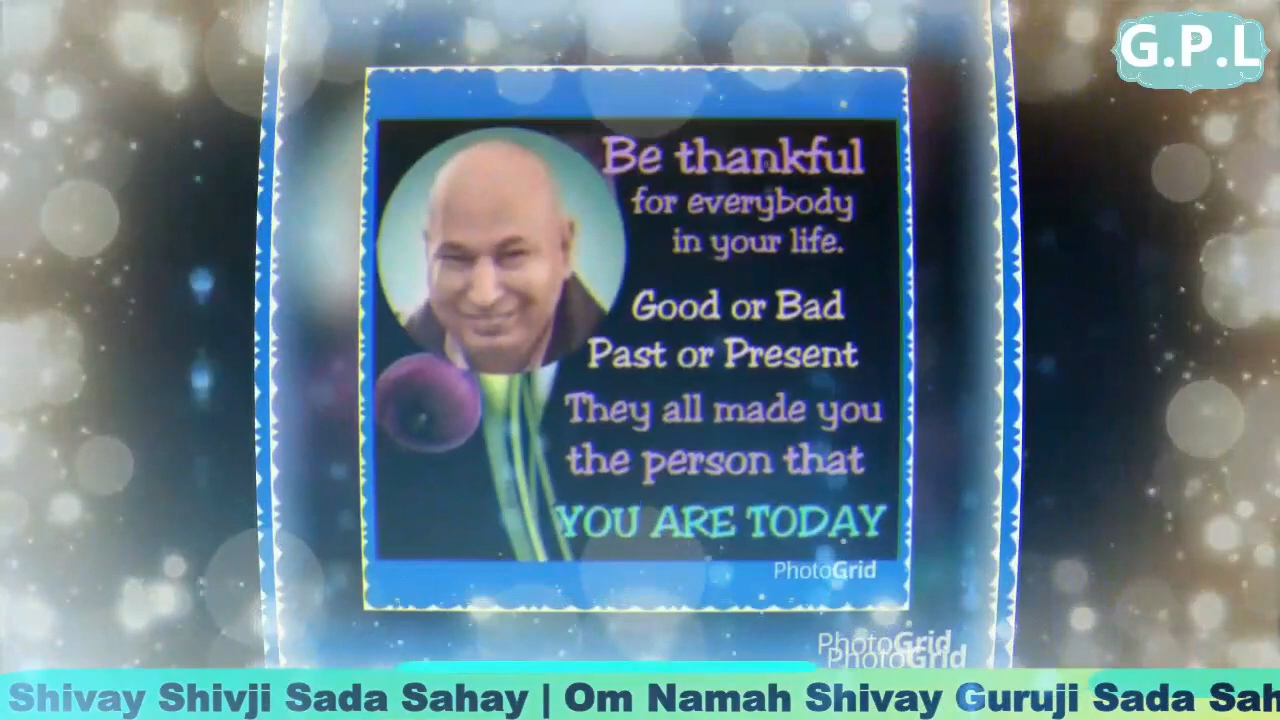 G.P.L
Be thankful
for everybody
in your life.
Good or Bad
Past or Present
They all made you
the person that
YOU ARE TODAY
PhotoGrid
PhotoGrid
PhotoGrid
Shivay Shivji Sada Sahay | Om Namah Shivay Guruji Sada Sah